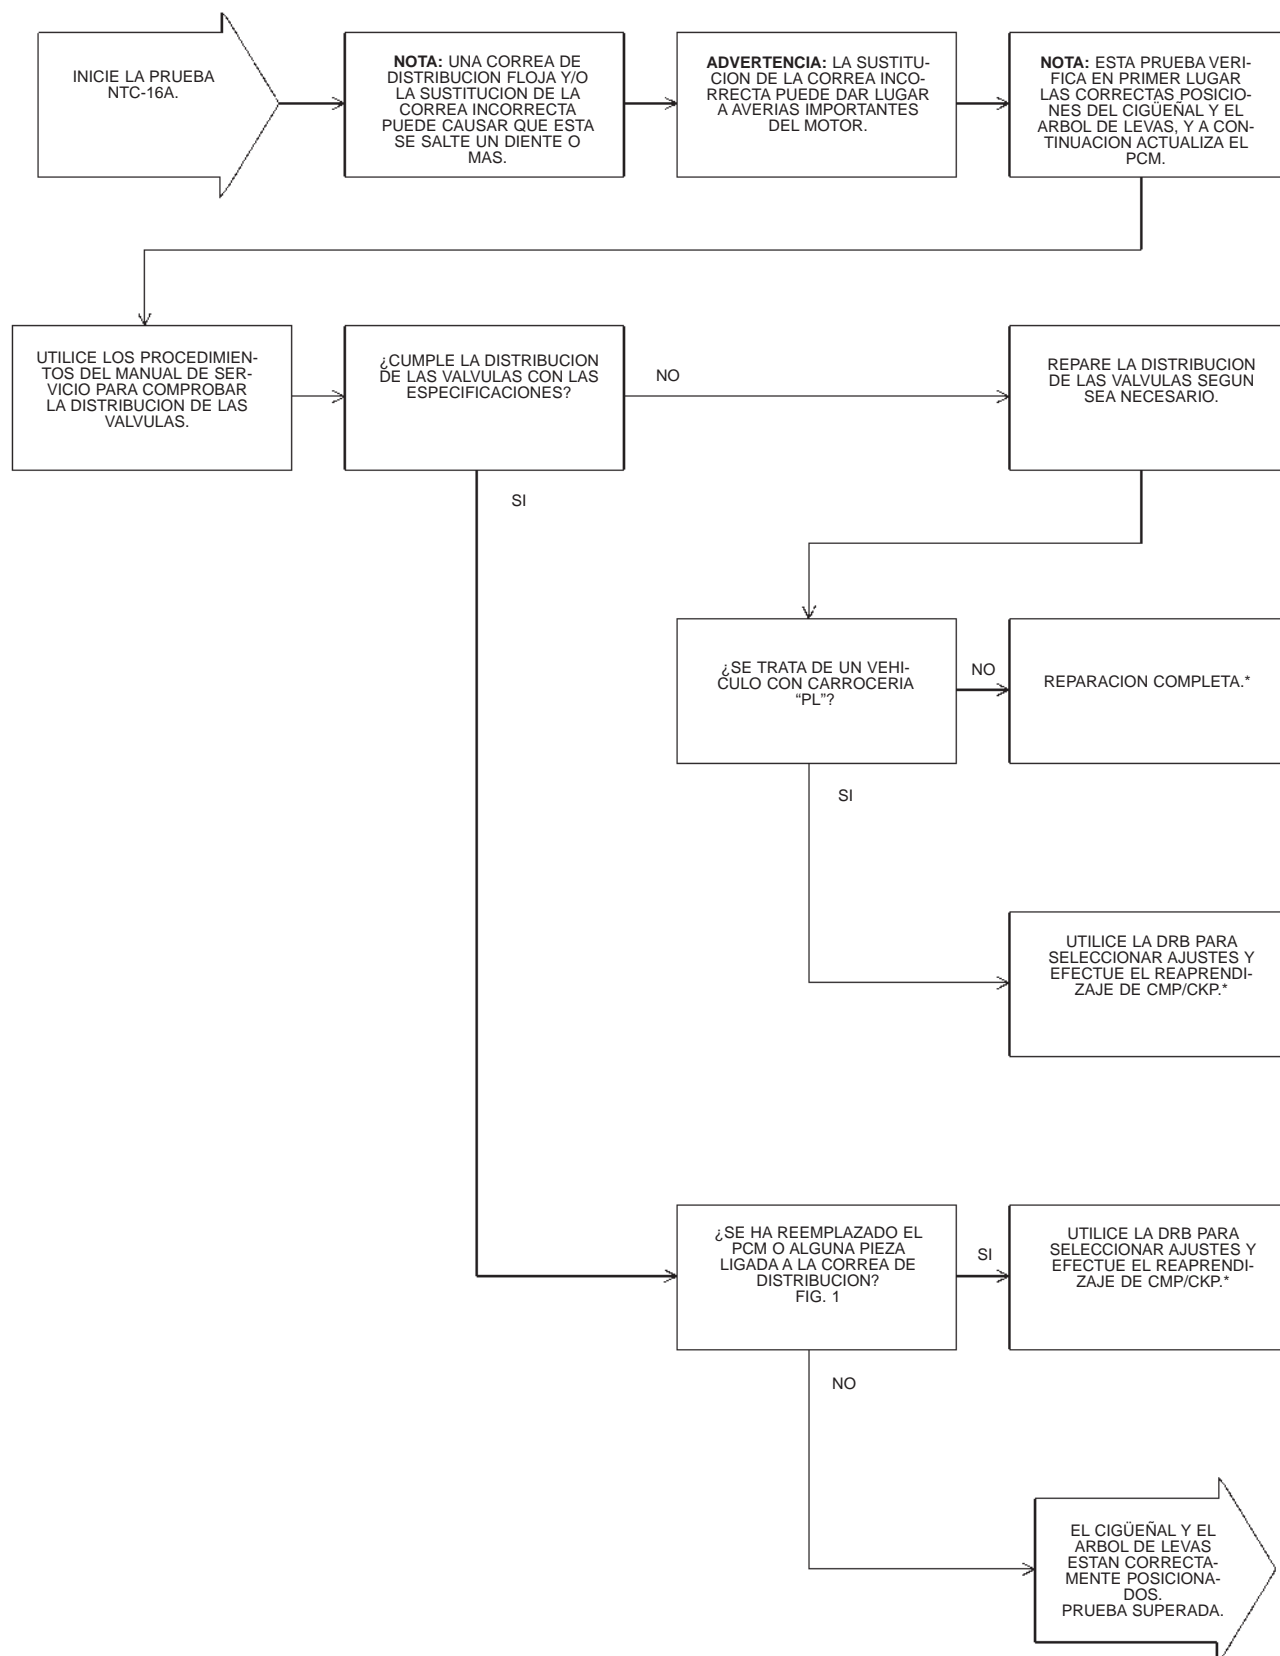 INICIE LA PRUEBA
NTC-16A.
NOTA: UNA CORREA DE
DISTRIBUCION FLOJA Y/O
LA SUSTITUCION DE LA
CORREA INCORRECTA
PUEDE CAUSAR QUE ESTA
SE SALTE UN DIENTE O
MAS.
ADVERTENCIA: LA SUSTITU-
CION DE LA CORREA INCO-
RRECTA PUEDE DAR LUGAR
A AVERIAS IMPORTANTES
DEL MOTOR.
NOTA: ESTA PRUEBA VERI-
FICA EN PRIMER LUGAR
LAS CORRECTAS POSICIO-
NES DEL CIGÜEÑAL Y EL
ARBOL DE LEVAS, Y A CON-
TINUACION ACTUALIZA EL
PCM.
UTILICE LOS PROCEDIMIEN-
TOS DEL MANUAL DE SER-
VICIO PARA COMPROBAR
LA DISTRIBUCION DE LAS
VALVULAS.
¿CUMPLE LA DISTRIBUCION
DE LAS VALVULAS CON LAS
ESPECIFICACIONES?
NO
REPARE LA DISTRIBUCION
DE LAS VALVULAS SEGUN
SEA NECESARIO.
SI
¿SE TRATA DE UN VEHI-
CULO CON CARROCERIA
“PL”?
NO
REPARACION COMPLETA.*
SI
UTILICE LA DRB PARA
SELECCIONAR AJUSTES Y
EFECTUE EL REAPRENDI-
ZAJE DE CMP/CKP.*
¿SE HA REEMPLAZADO EL
PCM O ALGUNA PIEZA
LIGADA A LA CORREA DE
DISTRIBUCION?
FIG. 1
SI
UTILICE LA DRB PARA
SELECCIONAR AJUSTES Y
EFECTUE EL REAPRENDI-
ZAJE DE CMP/CKP.*
NO
EL CIGÜEÑAL Y EL
ARBOL DE LEVAS
ESTAN CORRECTA-
MENTE POSICIONA-
DOS.
PRUEBA SUPERADA.